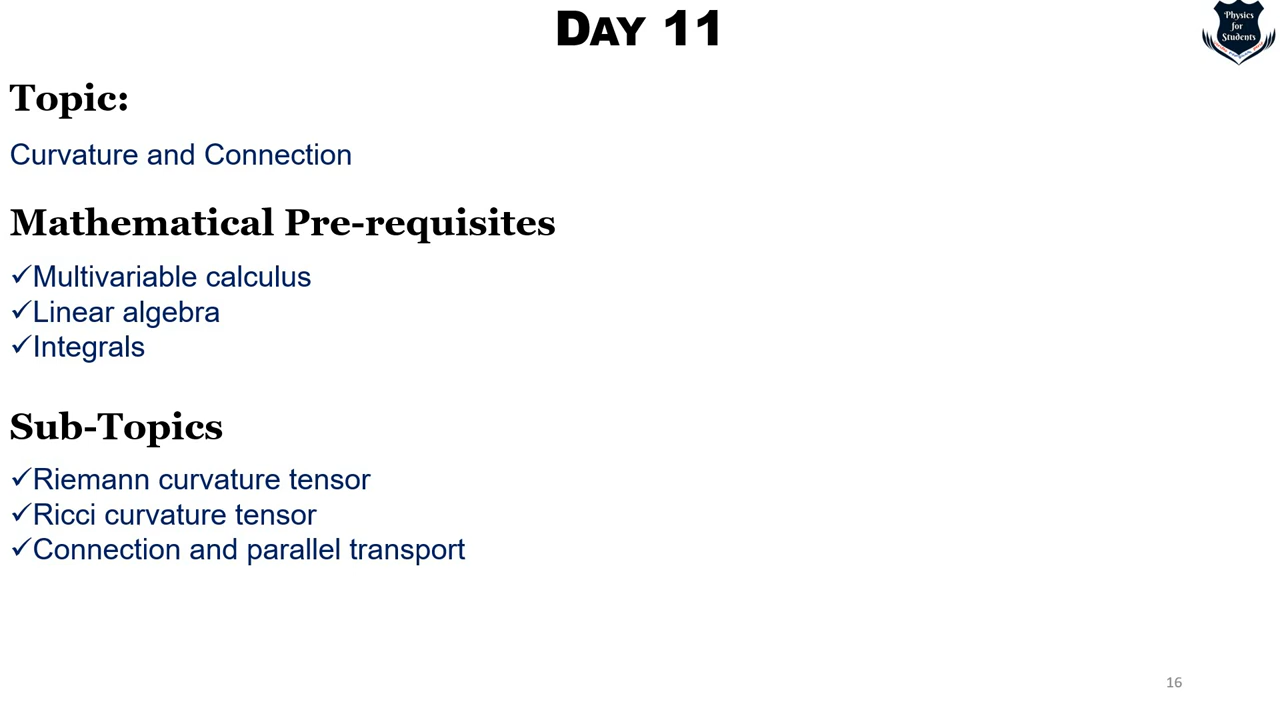 DAY 11
Physics
for
Students
Topic:
Curvature and Connection
Mathematical Pre-requisites
✓Multivariable calculus
✓Linear algebra
✓Integrals
Sub-Topics
✓Riemann curvature tensor
✓Ricci curvature tensor
✓Connection and parallel transport
16